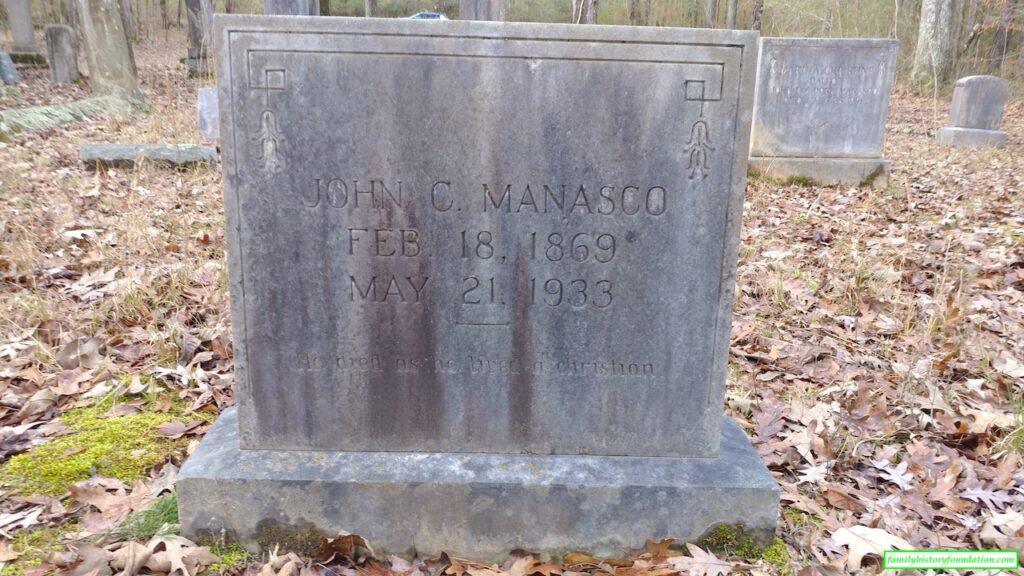 JOHN C. MANASCO
FEB. 18, 1869
MAY 21, 1933
He died as he lived a christian.
familyhistoryfoundation.com